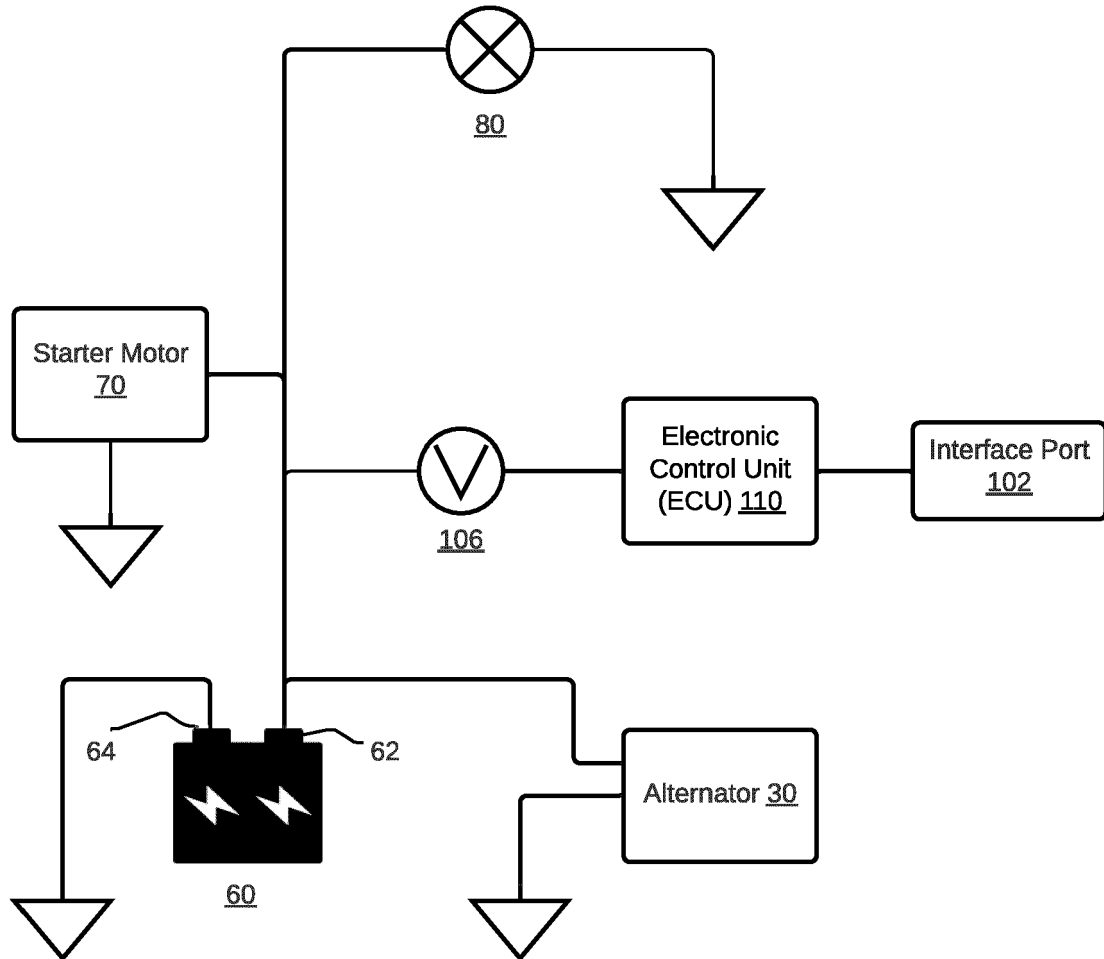 80
Starter Motor
70
Electronic
Control Unit
(ECU) 110
Interface Port
102
V
106
64
62
Alternator 30
60